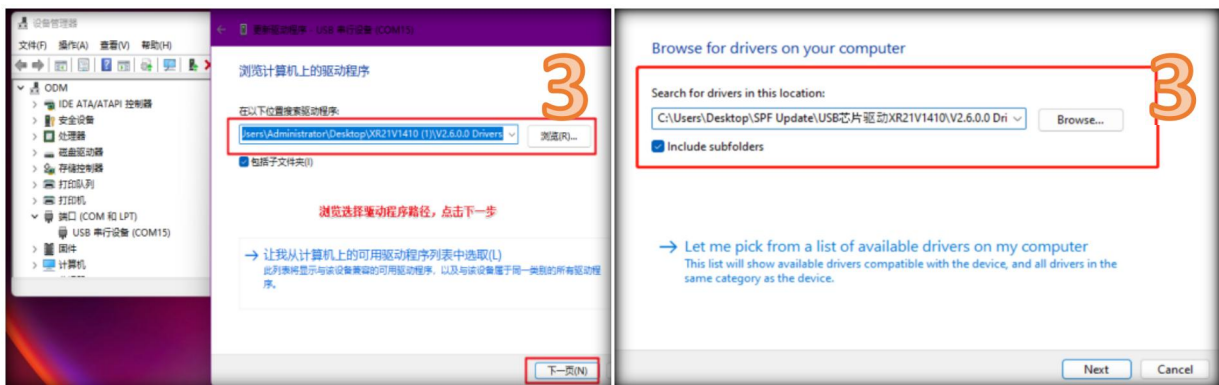 设备管理器
文件(F) 操作(A) 查看(V) 帮助(H)
ODM
IDE ATA/ATAPI 控制器
安全设备
处理器
磁盘驱动器
存储控制器
打印队列
打印机
端口 (COM 和 LPT)
USB 串行设备 (COM15)
固件
计算机
更新驱动程序 - USB 串行设备 (COM15)
浏览计算机上的驱动程序
3
在以下位置搜索驱动程序:
Jsers\Administrator\Desktop\XR21V1410 (1)\V2.6.0.0 Drivers
浏览(R)...
包括子文件夹(I)
浏览选择驱动程序路径，点击下一步
→ 让我从计算机上的可用驱动程序列表中选取(L)
此列表将显示与该设备兼容的可用驱动程序，以及与该设备属于同一类别的所有驱动程
序。
下一页(N)
Browse for drivers on your computer
3
Search for drivers in this location:
C:\Users\Desktop\SPF Update\USB芯片驱动XR21V1410\V2.6.0.0 Dri
Browse...
Include subfolders
→ Let me pick from a list of available drivers on my computer
This list will show available drivers compatible with the device, and all drivers in the
same category as the device.
Next
Cancel